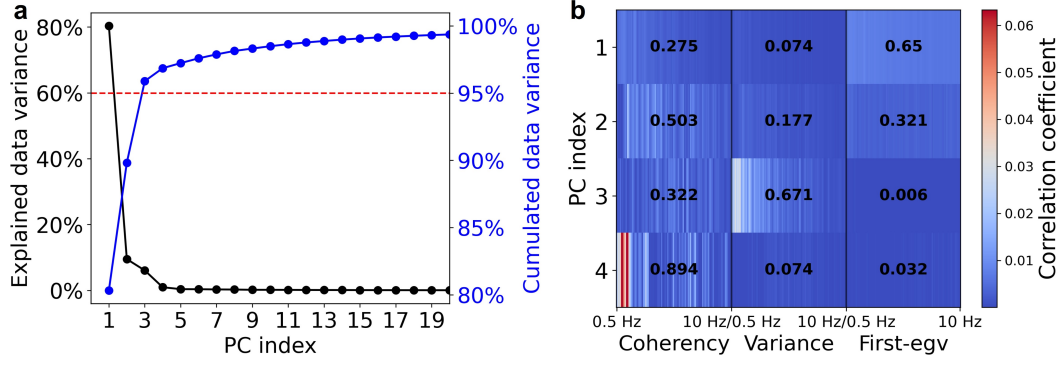 a
Explained data variance
80%
60%
40%
20%
0%
100%
95%
90%
85%
80%
Cumulated data variance
1 3 5 7 9 11 13 15 17 19
PC index
b
PC index
1 0.275 0.074 0.65
2 0.503 0.177 0.321
3 0.322 0.671 0.006
4 0.894 0.074 0.032
0.5 Hz 10 Hz/0.5 Hz 10 Hz/0.5 Hz 10 Hz
Coherency Variance First-egv
0.06
0.05
0.04
0.03
0.02
0.01
Correlation coefficient